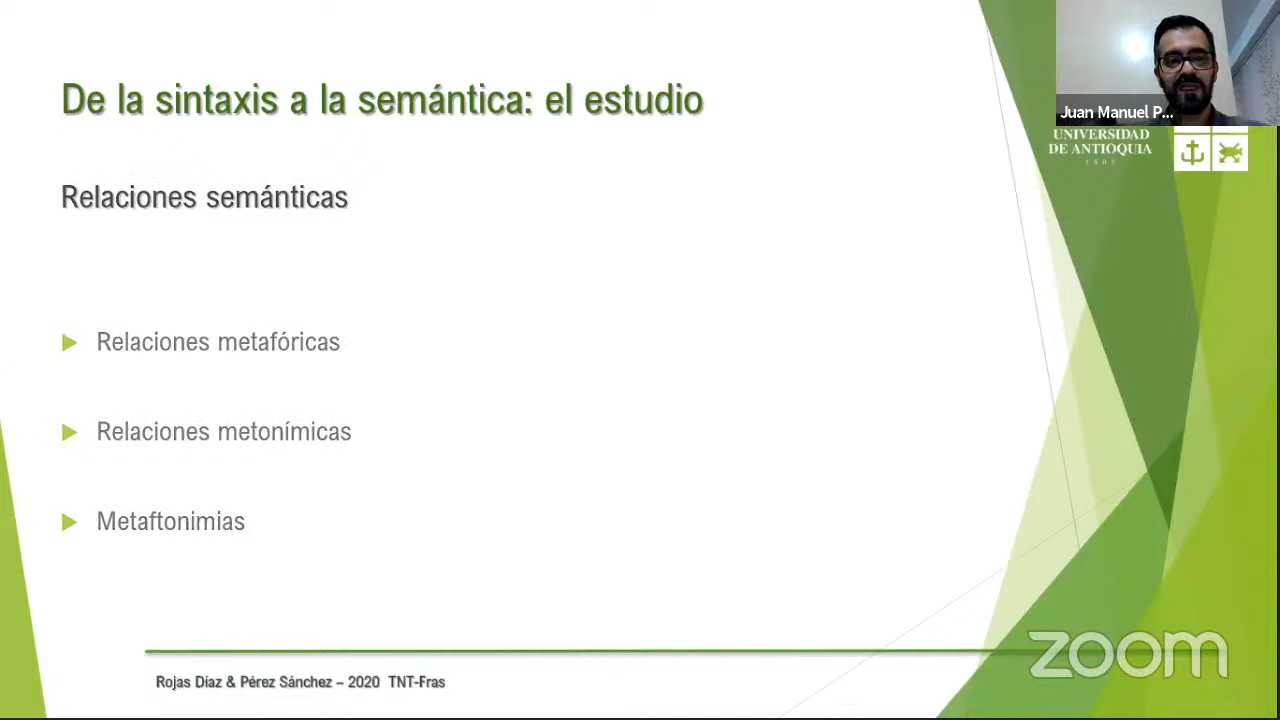 De la sintaxis a la semántica: el estudio
Juan Manuel P...
UNIVERSIDAD
DE ANTIOQUIA
1803
Relaciones semánticas
Relaciones metafóricas
Relaciones metonímicas
Metaftonimias
Rojas Díaz & Pérez Sánchez – 2020 TNT-Fras
zoom